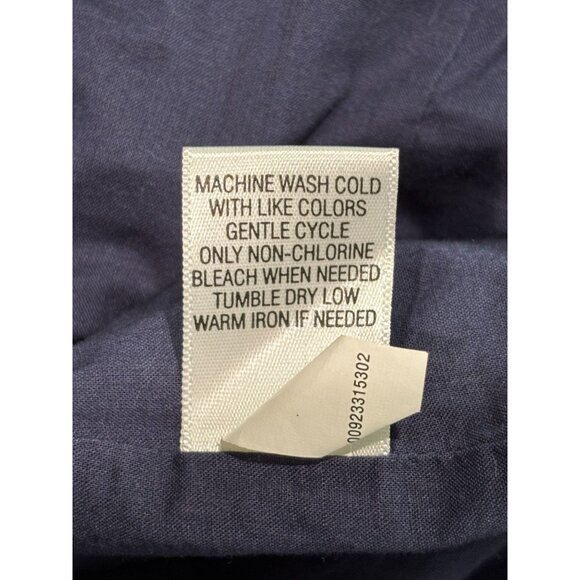 MACHINE WASH COLD
WITH LIKE COLORS
GENTLE CYCLE
ONLY NON-CHLORINE
BLEACH WHEN NEEDED
TUMBLE DRY LOW
WARM IRON IF NEEDED
00923315302